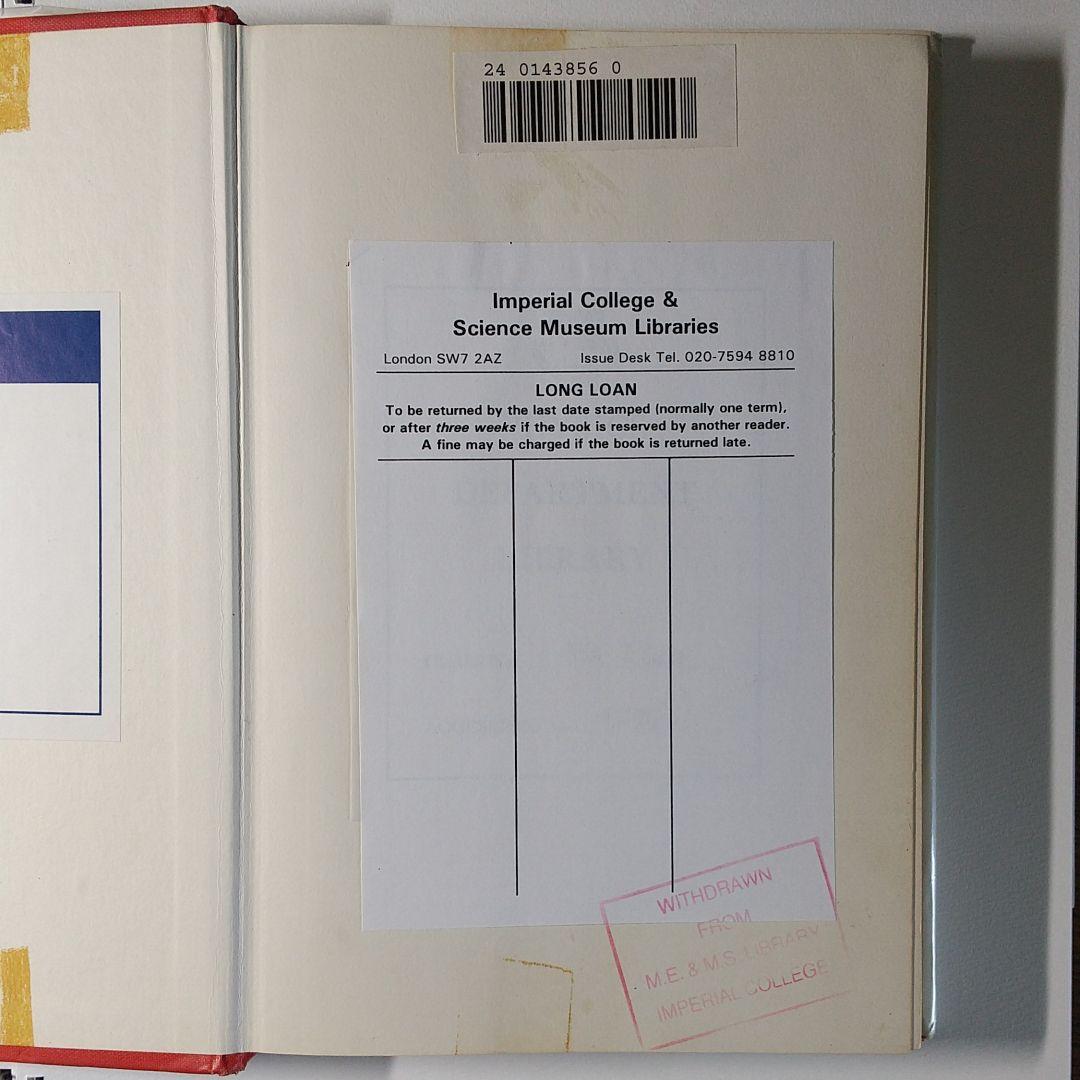 24 0143856 0
Imperial College &
Science Museum Libraries
London SW7 2AZ Issue Desk Tel. 020-7594 8810
LONG LOAN
To be returned by the last date stamped (normally one term),
or after three weeks if the book is reserved by another reader.
A fine may be charged if the book is returned late.
DEPARTMENT
LIBRARY
WITHDRAWN
FROM
M.E. & M.S. LIBRARY
IMPERIAL COLLEGE